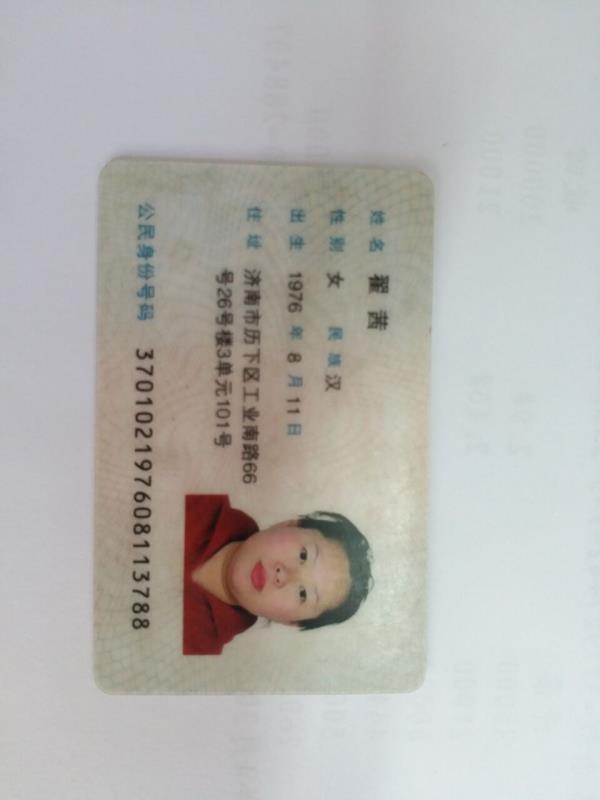 姓名 翟茜
性别 女 民族 汉
出生 1976 年 8 月 11 日
住址 济南市历下区工业南路66
号26号楼3单元101号
公民身份号码 370102197608113788